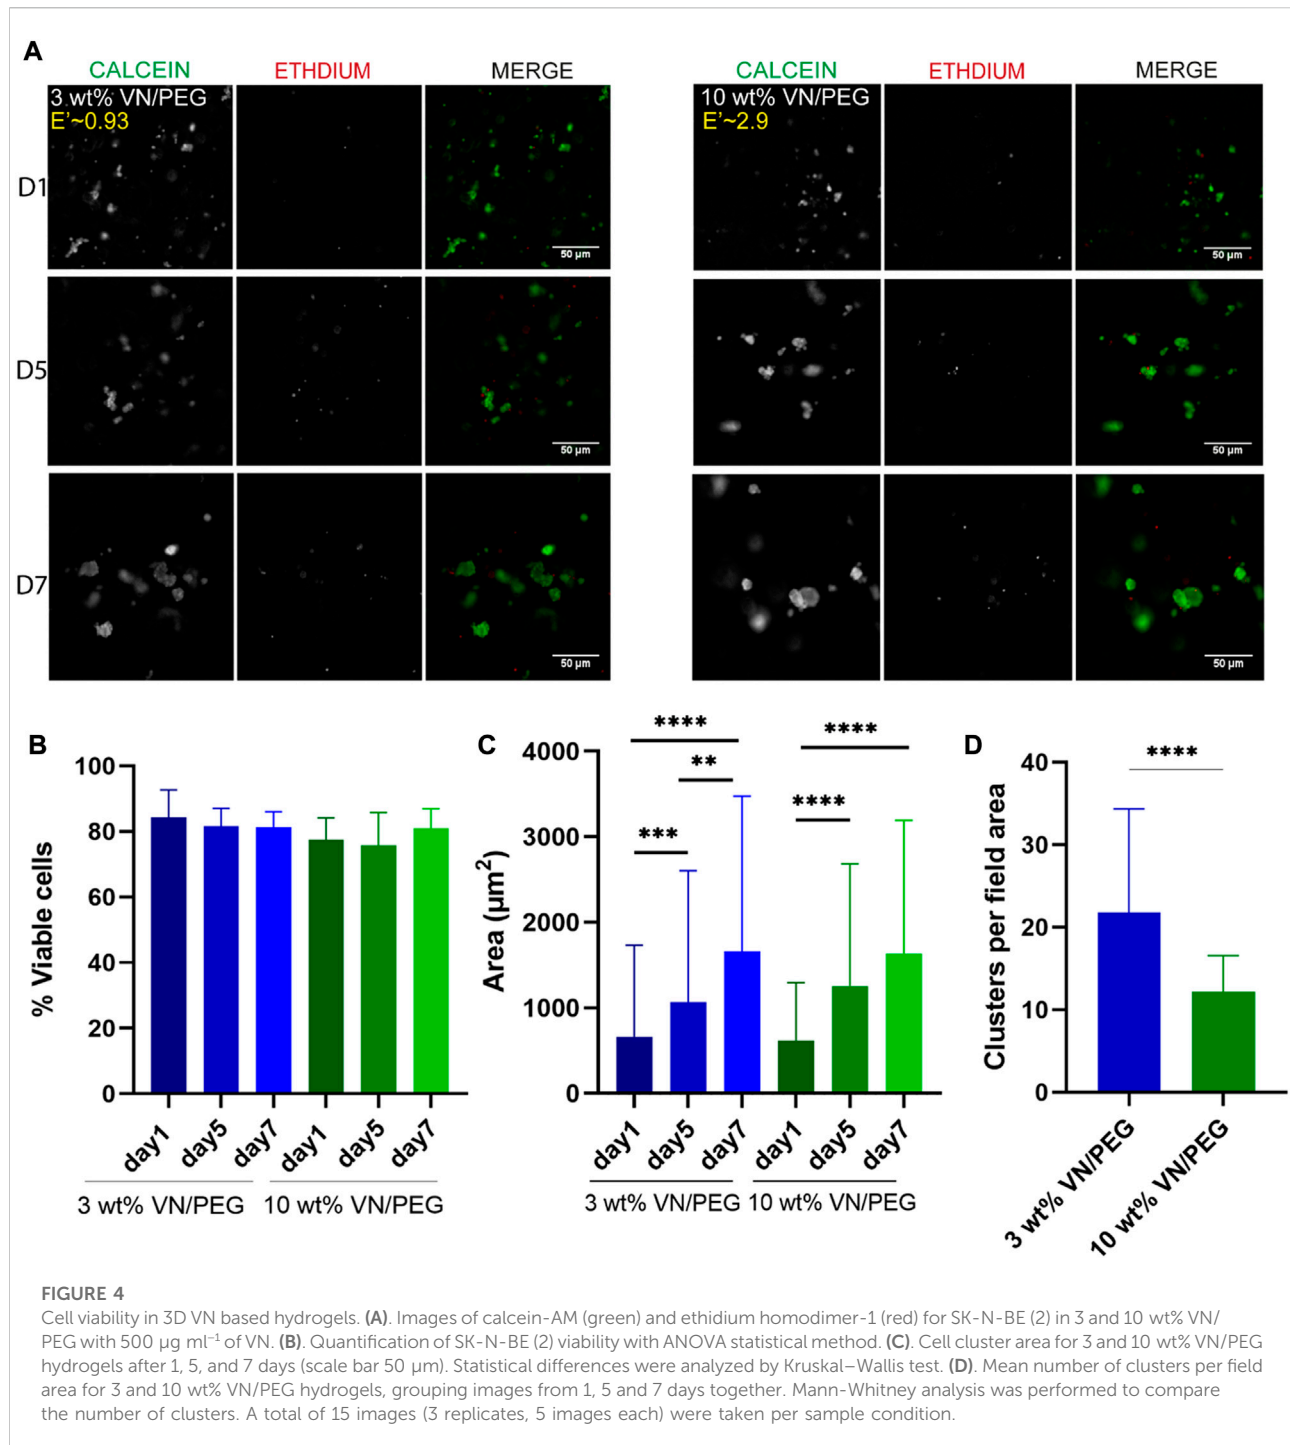 A
CALCEIN ETHDIUM MERGE
CALCEIN ETHDIUM MERGE
3 wt% VN/PEG
E'~0.93
10 wt% VN/PEG
E'~2.9
D1
50 µm
50 µm
D5
50 µm
50 µm
D7
50 µm
50 µm
B
% Viable cells
100
80
60
40
20
0
day1 day5 day7 day1 day5 day7
3 wt% VN/PEG 10 wt% VN/PEG
C
Area (µm²)
4000
3000
2000
1000
0
****
**
***
****
****
day1 day5 day7 day1 day5 day7
3 wt% VN/PEG 10 wt% VN/PEG
D
Clusters per field area
40
30
20
10
0
****
3 wt% VN/PEG
10 wt% VN/PEG
FIGURE 4
Cell viability in 3D VN based hydrogels. (A). Images of calcein-AM (green) and ethidium homodimer-1 (red) for SK-N-BE (2) in 3 and 10 wt% VN/
PEG with 500 µg ml⁻¹ of VN. (B). Quantification of SK-N-BE (2) viability with ANOVA statistical method. (C). Cell cluster area for 3 and 10 wt% VN/PEG
hydrogels after 1, 5, and 7 days (scale bar 50 µm). Statistical differences were analyzed by Kruskal–Wallis test. (D). Mean number of clusters per field
area for 3 and 10 wt% VN/PEG hydrogels, grouping images from 1, 5 and 7 days together. Mann-Whitney analysis was performed to compare
the number of clusters. A total of 15 images (3 replicates, 5 images each) were taken per sample condition.